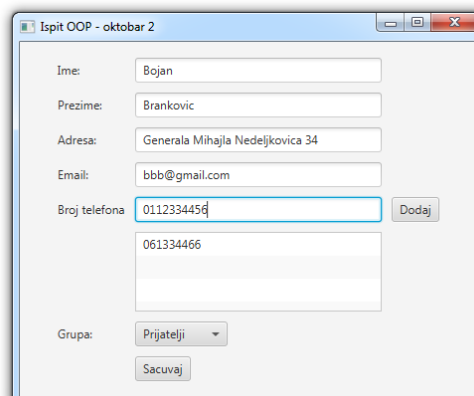 Ispit OOP - oktobar 2
Ime: Bojan
Prezime: Brankovic
Adresa: Generala Mihajla Nedeljkovica 34
Email: bbb@gmail.com
Broj telefona 0112334456 Dodaj
061334466
Grupa: Prijatelji
Sacuvaj